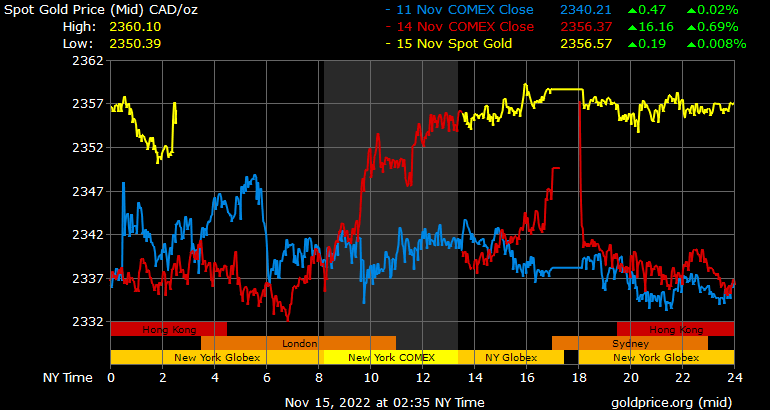 Spot Gold Price (Mid) CAD/oz - 11 Nov COMEX Close 2340.21 ▲0.47 ▲0.02%
High: 2360.10 - 14 Nov COMEX Close 2356.37 ▲16.16 ▲0.69%
Low: 2350.39 - 15 Nov Spot Gold 2356.57 ▲0.19 ▲0.008%
2362
2357
2352
2347
2342
2337
2332
Hong Kong Hong Kong
London Sydney
New York Globex New York COMEX NY Globex New York Globex
NY Time 0 2 4 6 8 10 12 14 16 18 20 22 24
Nov 15, 2022 at 02:35 NY Time goldprice.org (mid)